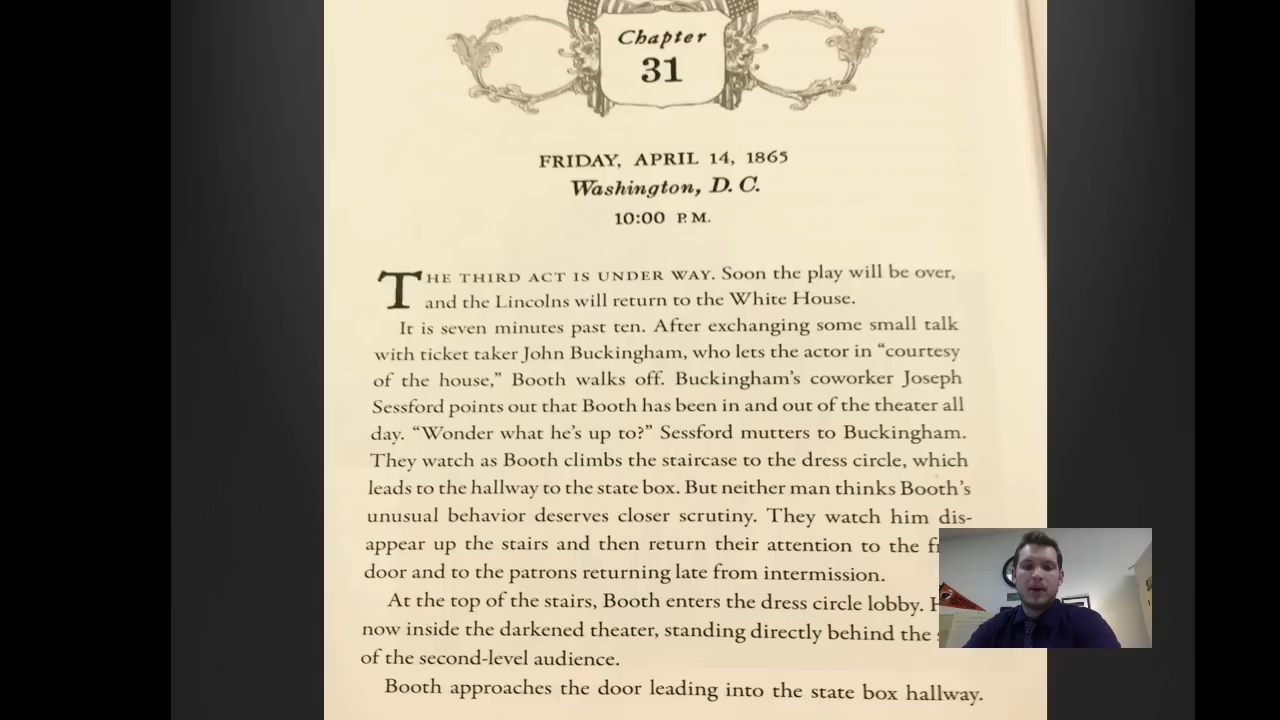 Chapter
31
FRIDAY, APRIL 14, 1865
Washington, D. C.
10:00 P.M.
THE THIRD ACT IS UNDER WAY. Soon the play will be over,
and the Lincolns will return to the White House.
It is seven minutes past ten. After exchanging some small talk
with ticket taker John Buckingham, who lets the actor in “courtesy
of the house,” Booth walks off. Buckingham’s coworker Joseph
Sessford points out that Booth has been in and out of the theater all
day. “Wonder what he’s up to?” Sessford mutters to Buckingham.
They watch as Booth climbs the staircase to the dress circle, which
leads to the hallway to the state box. But neither man thinks Booth’s
unusual behavior deserves closer scrutiny. They watch him dis-
appear up the stairs and then return their attention to the
door and to the patrons returning late from intermission.
At the top of the stairs, Booth enters the dress circle lobby.
now inside the darkened theater, standing directly behind the
of the second-level audience.
Booth approaches the door leading into the state box hallway.